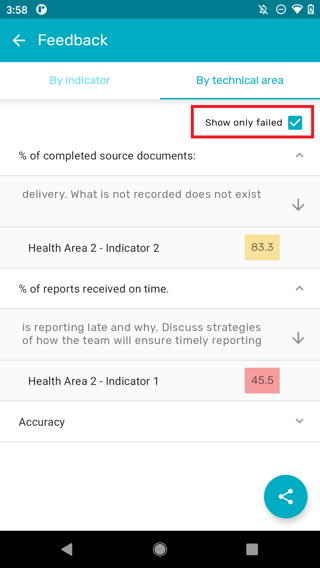 3:58
Feedback
By indicator
By technical area
Show only failed
% of completed source documents:
delivery. What is not recorded does not exist
Health Area 2 - Indicator 2
83.3
% of reports received on time.
is reporting late and why. Discuss strategies
of how the team will ensure timely reporting
Health Area 2 - Indicator 1
45.5
Accuracy